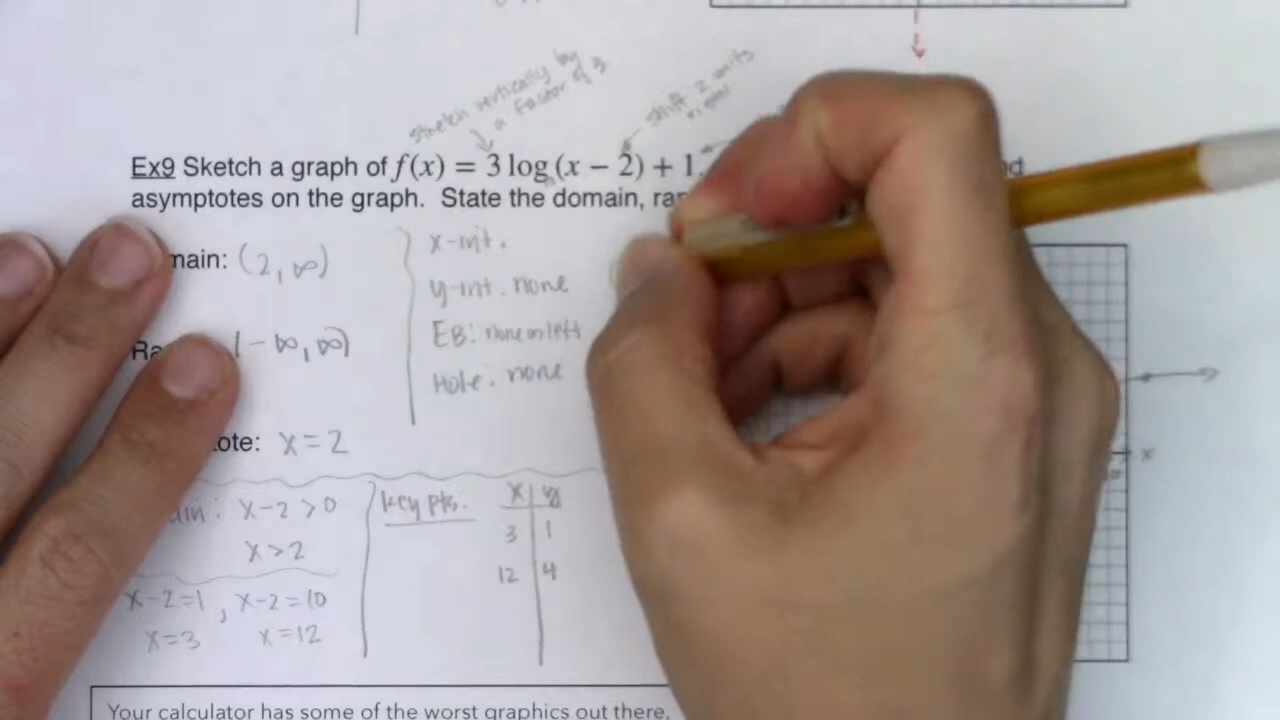 Stretch vertically by
a factor of 3
shift 2 units
right
Ex9 Sketch a graph of f(x) = 3 log (x − 2) + 1.
asymptotes on the graph. State the domain,
main: (2, ∞)
(-∞, ∞)
ote: x = 2
x-int.
y-int. none
EB: none on left
Hole. none
x-2>0
x>2
x-2=1, x-2=10
x=3 x=12
key pts.
x | y
3 | 1
12 | 4
x
Your calculator has some of the worst graphics out there,